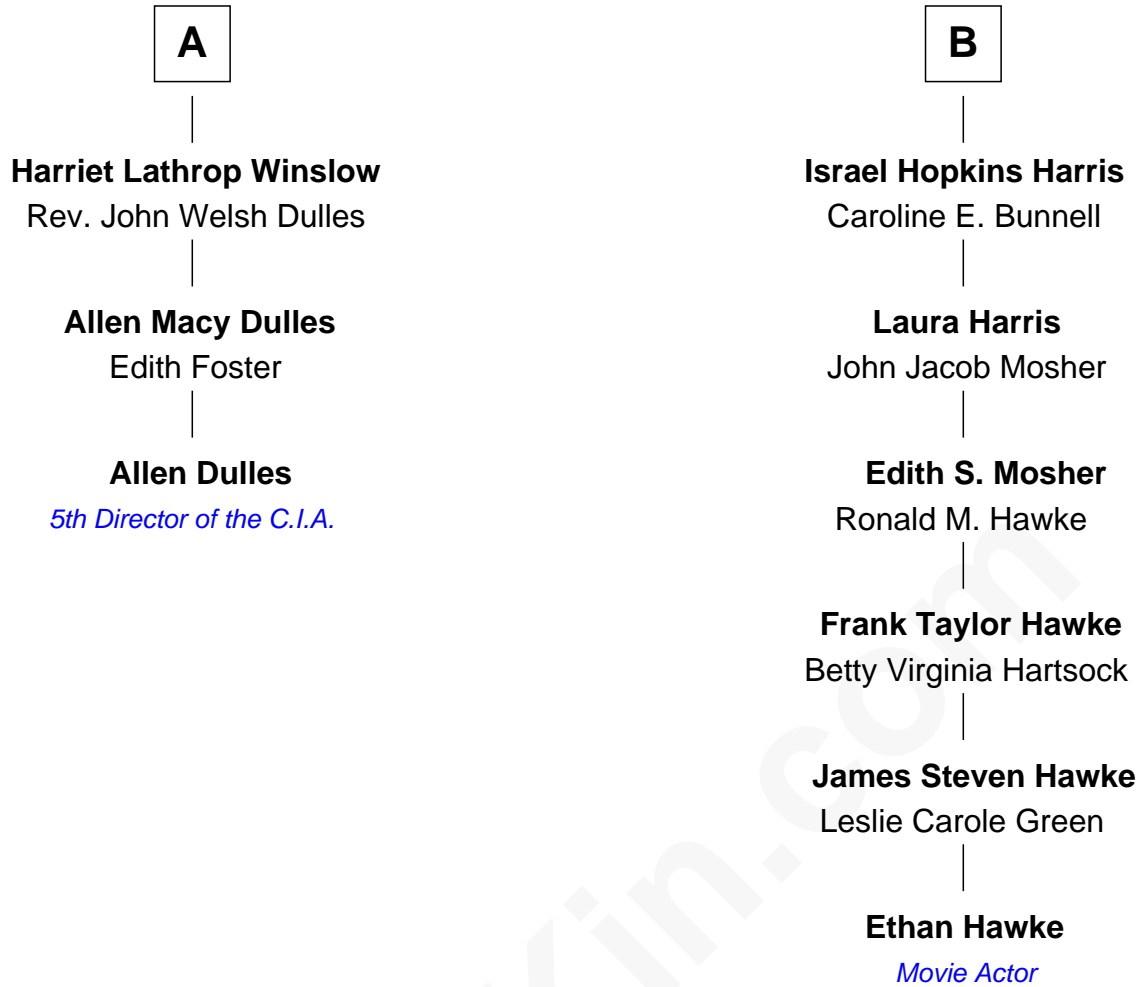 A
Harriet Lathrop Winslow
Rev. John Welsh Dulles
Allen Macy Dulles
Edith Foster
Allen Dulles
5th Director of the C.I.A.
B
Israel Hopkins Harris
Caroline E. Bunnell
Laura Harris
John Jacob Mosher
Edith S. Mosher
Ronald M. Hawke
Frank Taylor Hawke
Betty Virginia Hartsock
James Steven Hawke
Leslie Carole Green
Ethan Hawke
Movie Actor